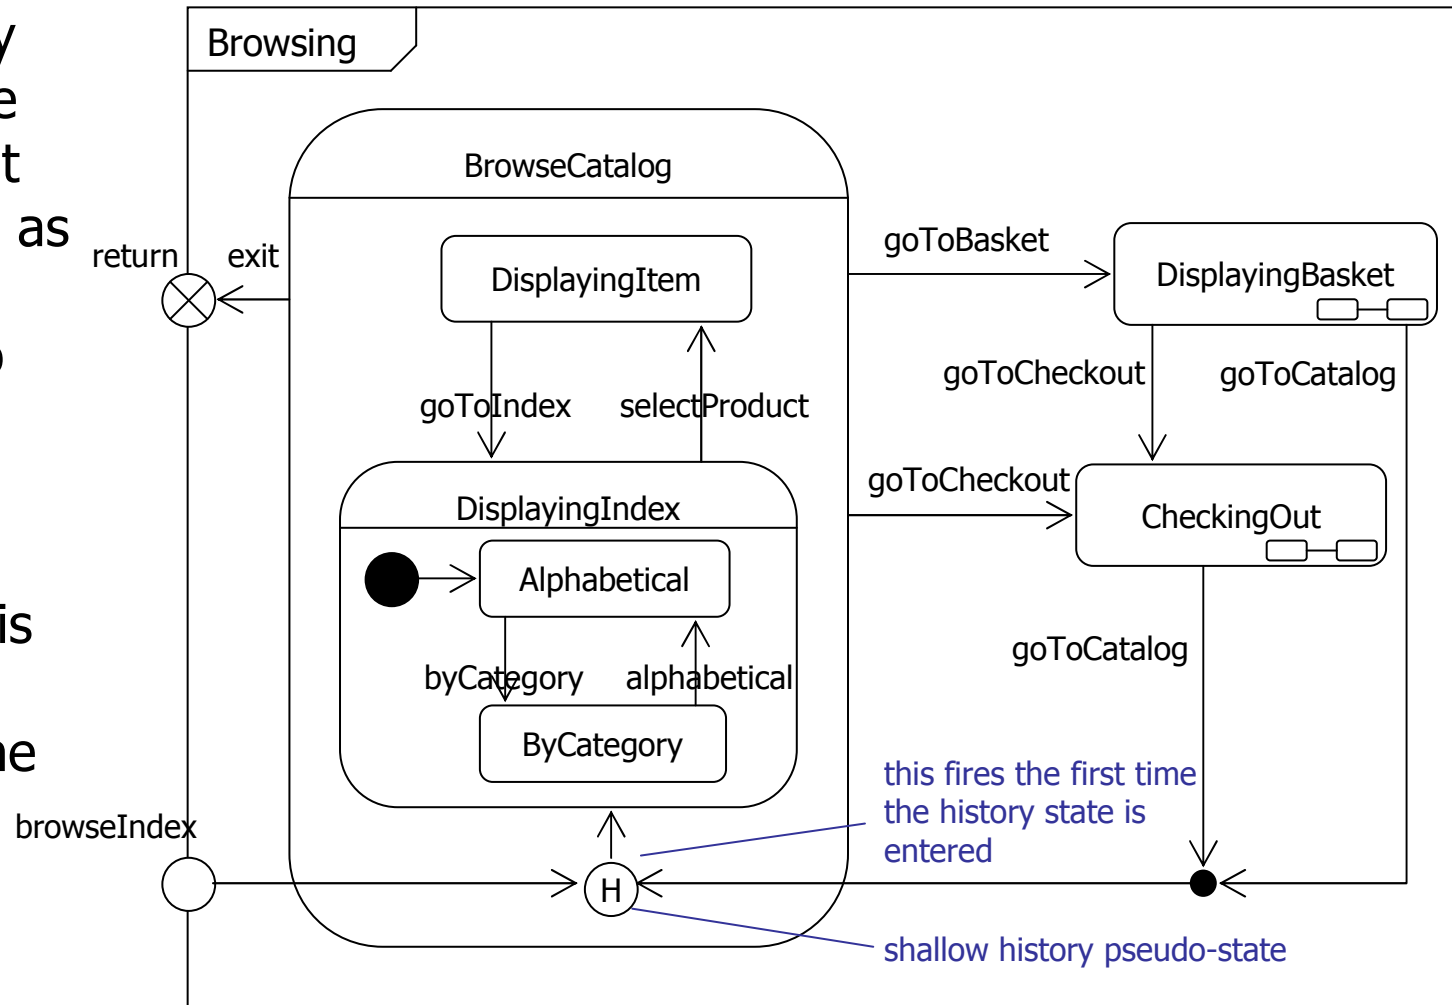 y
e
t
as
is
Browsing
BrowseCatalog
return
exit
DisplayingItem
goToBasket
DisplayingBasket
goToIndex
selectProduct
goToCheckout
goToCatalog
DisplayingIndex
goToCheckout
CheckingOut
Alphabetical
byCategory
alphabetical
goToCatalog
ByCategory
this fires the first time
the history state is
entered
browseIndex
H
shallow history pseudo-state